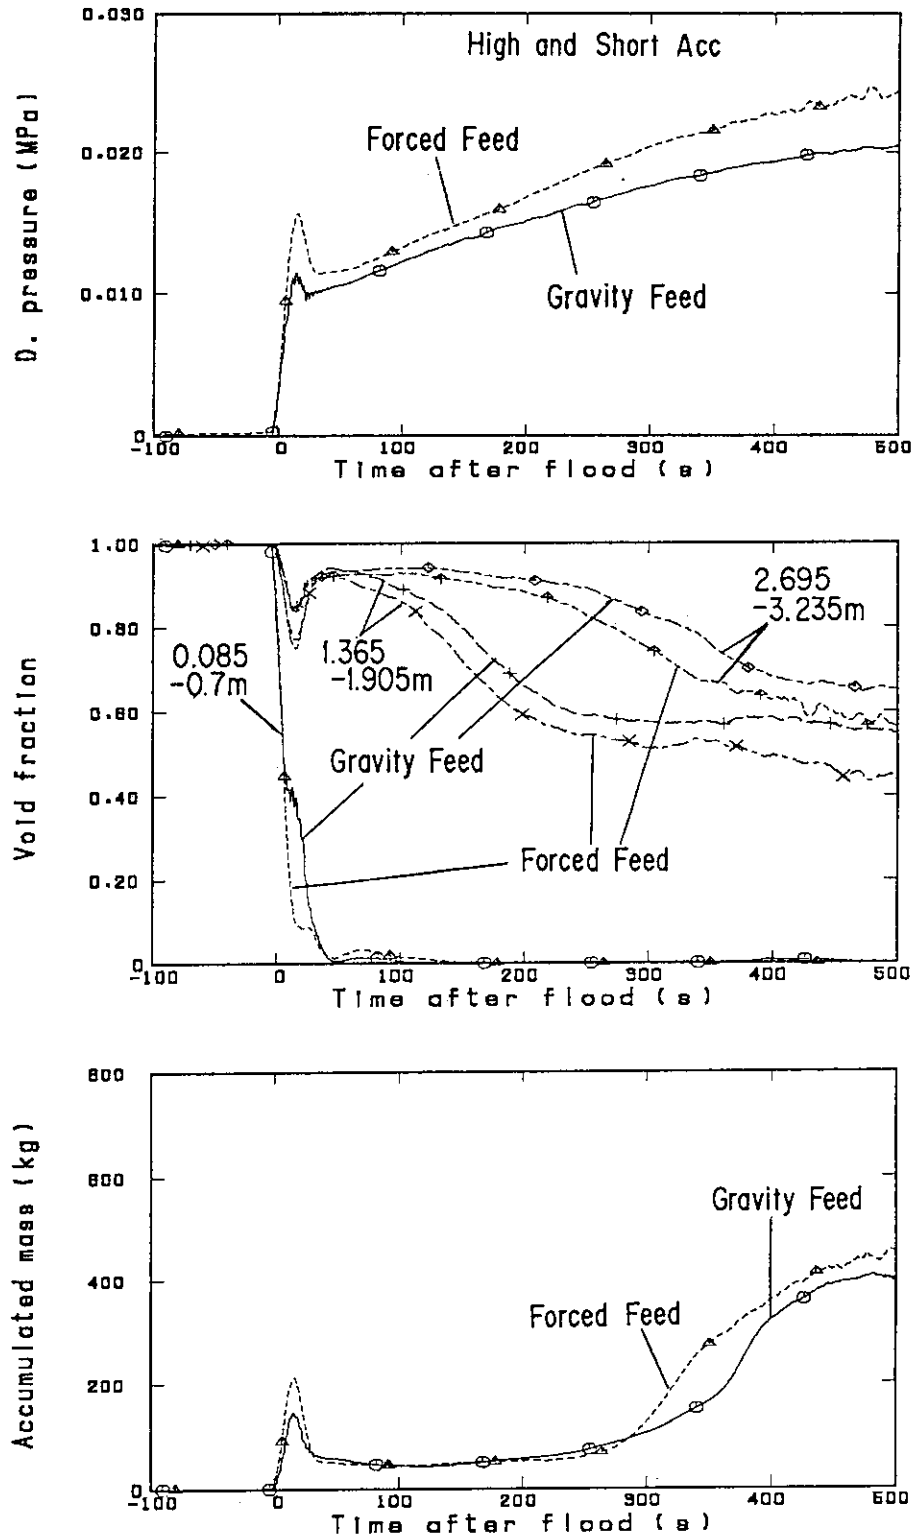 0.030
High and Short Acc
Forced Feed
0.020
Gravity Feed
0.010
0
D. pressure (MPa)
-100 0 100 200 300 400 500
Time after flood (s)
1.00
2.695
-3.235m
0.80
0.085
-0.7m
1.365
-1.905m
0.60
Gravity Feed
0.40
Forced Feed
0.20
0
Void fraction
-100 0 100 200 300 400 500
Time after flood (s)
800
600
Gravity Feed
400
Forced Feed
200
0
Accumulated mass (kg)
-100 0 100 200 300 400 500
Time after flood (s)